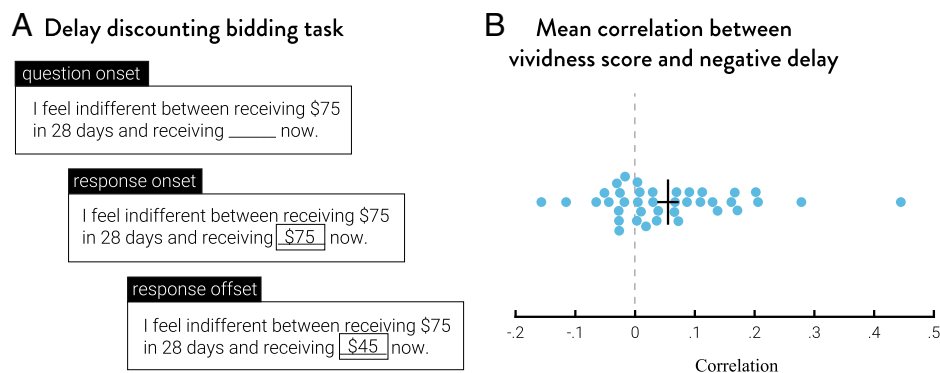 A Delay discounting bidding task
question onset
I feel indifferent between receiving $75
in 28 days and receiving _____ now.
response onset
I feel indifferent between receiving $75
in 28 days and receiving $75 now.
response offset
I feel indifferent between receiving $75
in 28 days and receiving $45 now.
B Mean correlation between
vividness score and negative delay
-.2 -.1 0 .1 .2 .3 .4 .5
Correlation